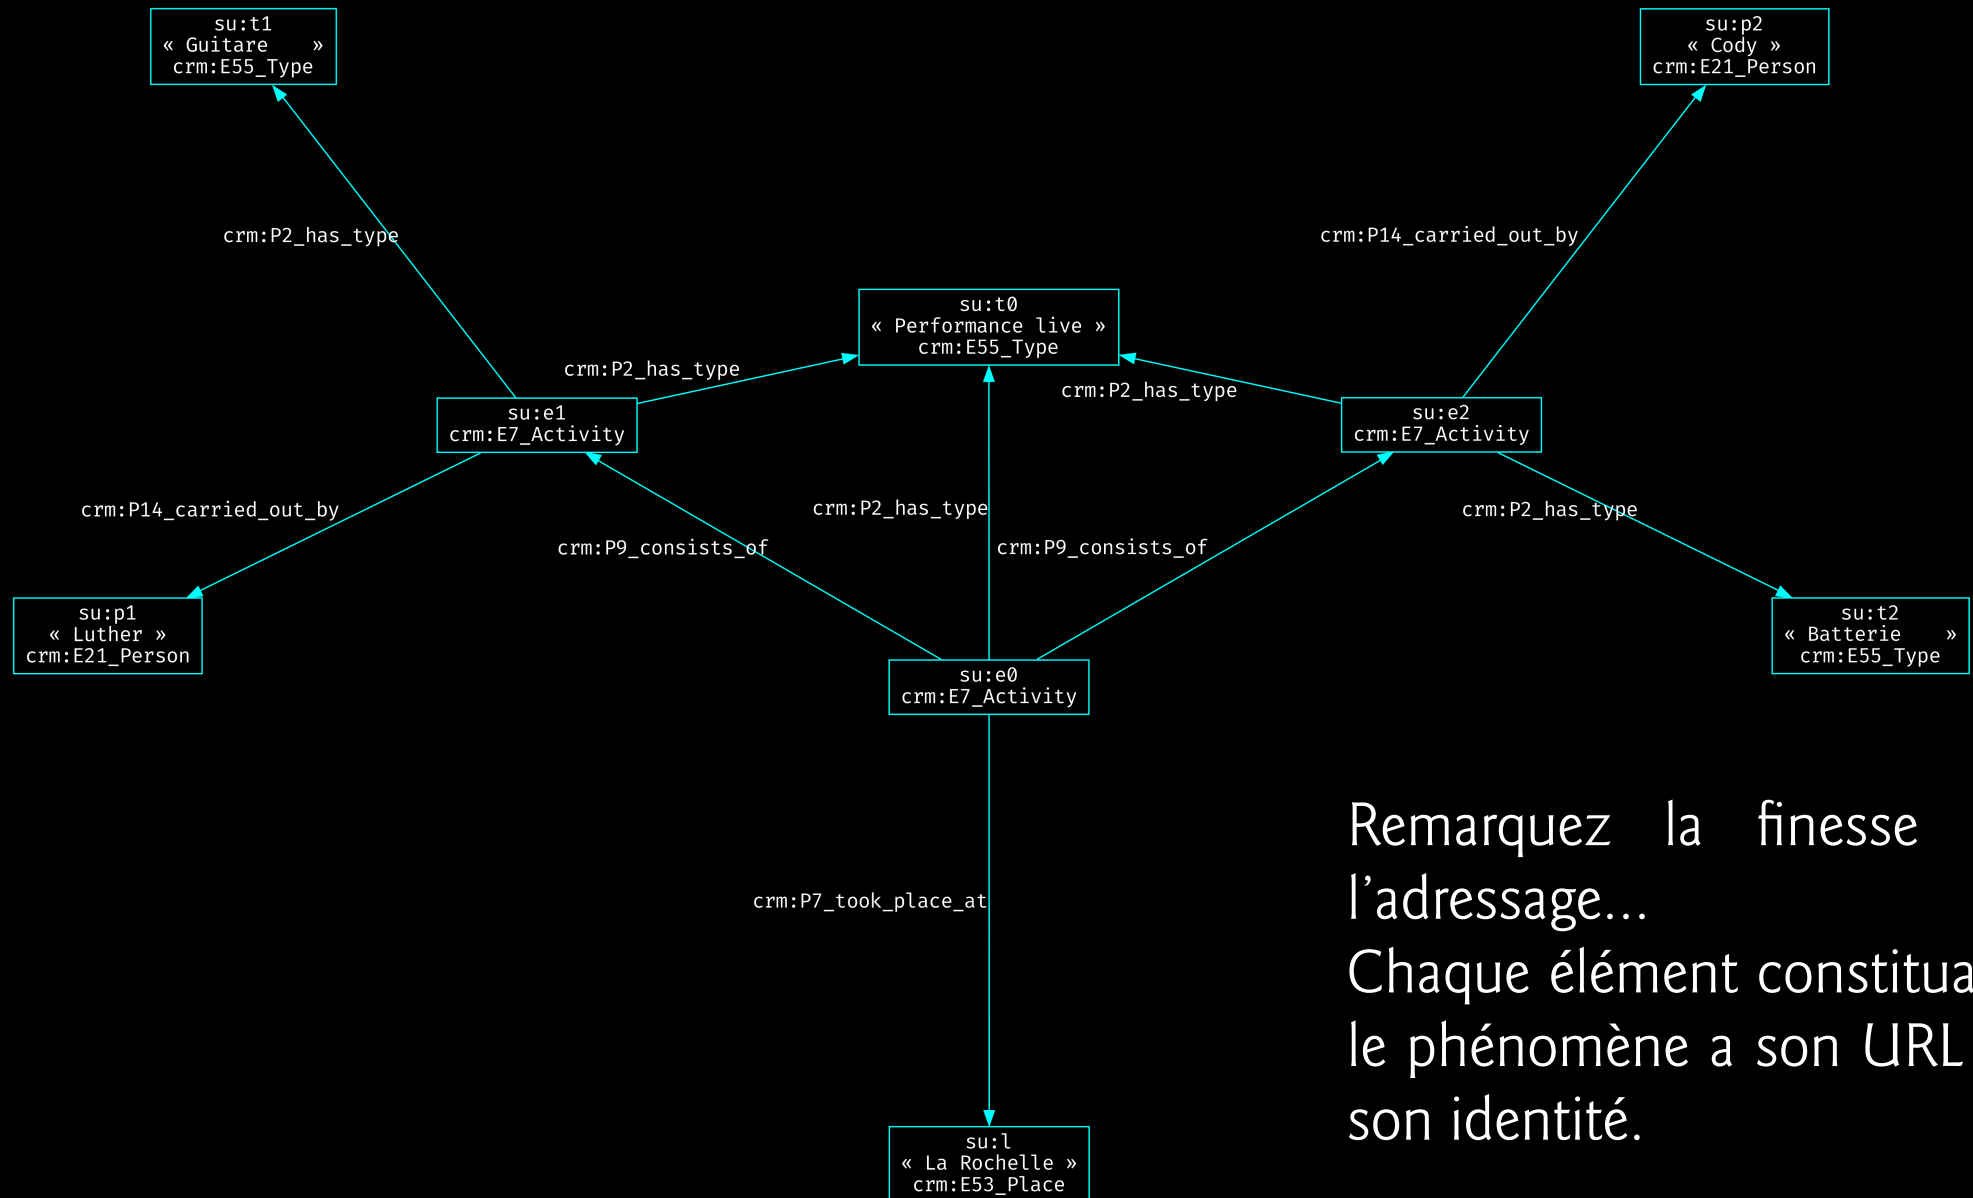 su:t1
« Guitare »
crm:E55_Type
su:p2
« Cody »
crm:E21_Person
crm:P2_has_type
crm:P14_carried_out_by
su:t0
« Performance live »
crm:E55_Type
crm:P2_has_type
crm:P2_has_type
su:e1
crm:E7_Activity
su:e2
crm:E7_Activity
crm:P14_carried_out_by
crm:P2_has_type
crm:P2_has_type
crm:P9_consists_of
crm:P9_consists_of
su:p1
« Luther »
crm:E21_Person
su:t2
« Batterie »
crm:E55_Type
su:e0
crm:E7_Activity
crm:P7_took_place_at
su:l
« La Rochelle »
crm:E53_Place
Remarquez la finesse
l’adressage…
Chaque élément constitua
le phénomène a son URL
son identité.